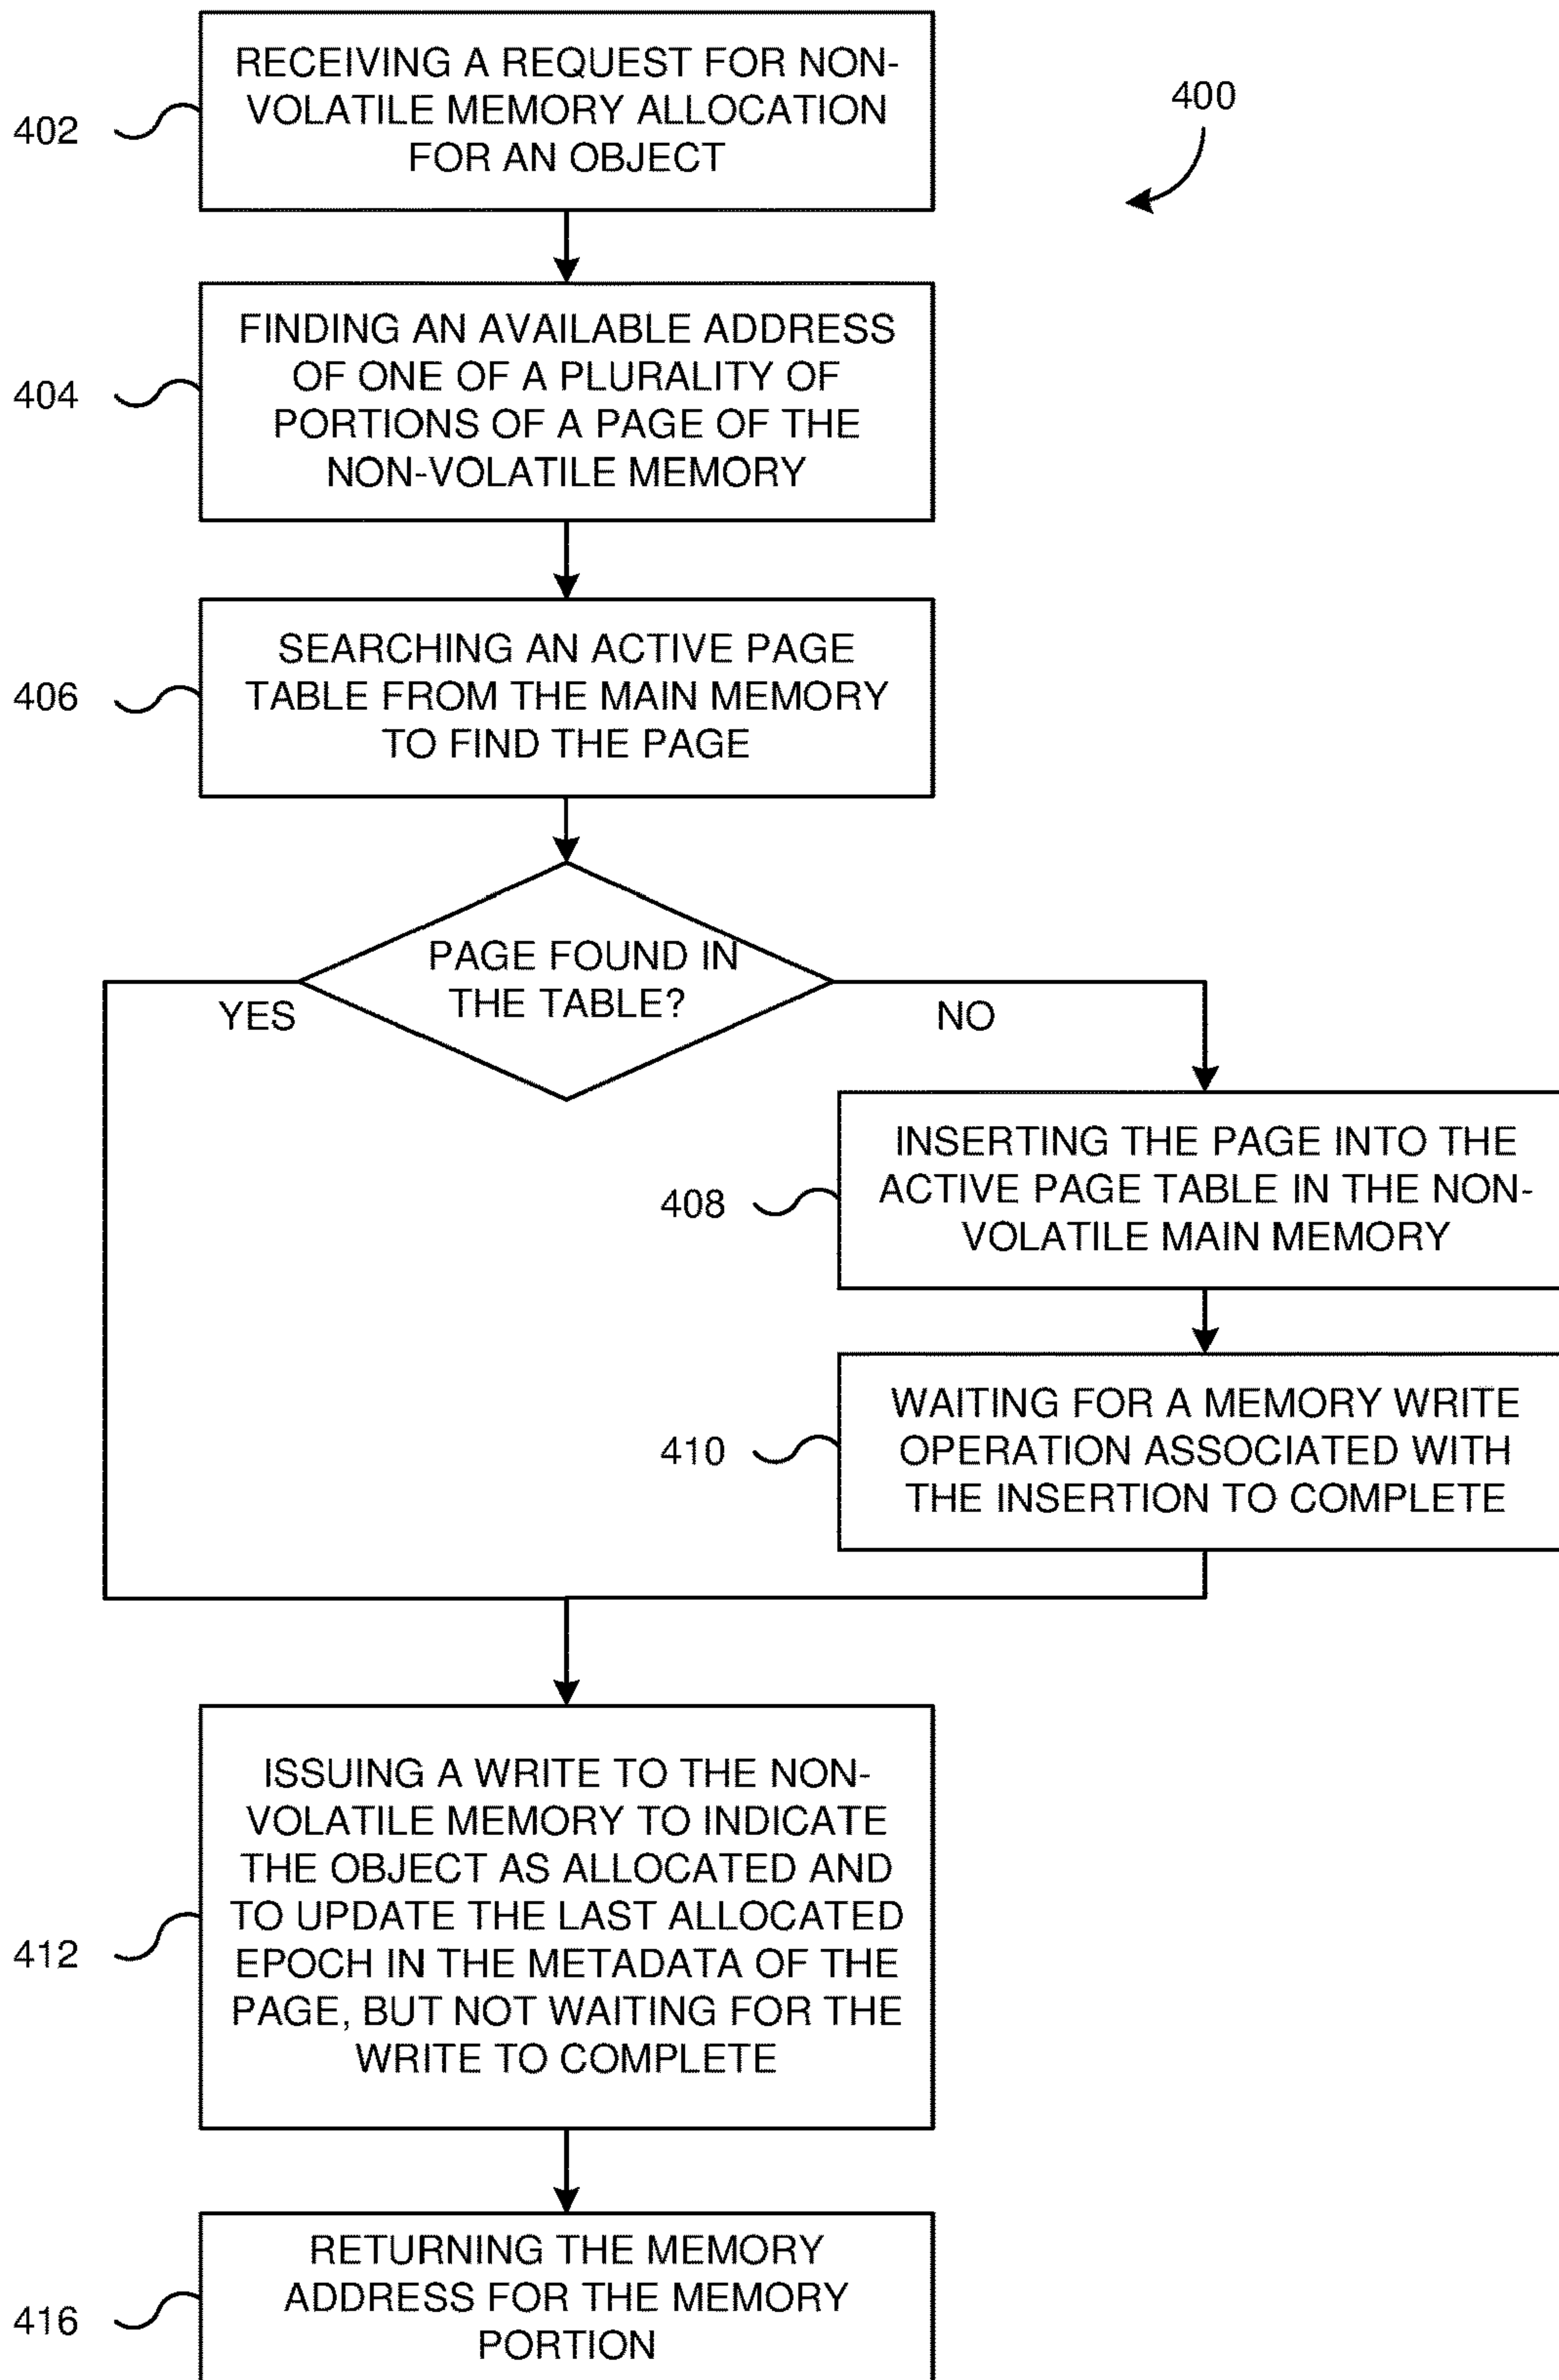 RECEIVING A REQUEST FOR NON-
VOLATILE MEMORY ALLOCATION
FOR AN OBJECT
402
400
FINDING AN AVAILABLE ADDRESS
OF ONE OF A PLURALITY OF
PORTIONS OF A PAGE OF THE
NON-VOLATILE MEMORY
404
SEARCHING AN ACTIVE PAGE
TABLE FROM THE MAIN MEMORY
TO FIND THE PAGE
406
PAGE FOUND IN
THE TABLE?
YES
NO
INSERTING THE PAGE INTO THE
ACTIVE PAGE TABLE IN THE NON-
VOLATILE MAIN MEMORY
408
WAITING FOR A MEMORY WRITE
OPERATION ASSOCIATED WITH
THE INSERTION TO COMPLETE
410
ISSUING A WRITE TO THE NON-
VOLATILE MEMORY TO INDICATE
THE OBJECT AS ALLOCATED AND
TO UPDATE THE LAST ALLOCATED
EPOCH IN THE METADATA OF THE
PAGE, BUT NOT WAITING FOR THE
WRITE TO COMPLETE
412
RETURNING THE MEMORY
ADDRESS FOR THE MEMORY
PORTION
416